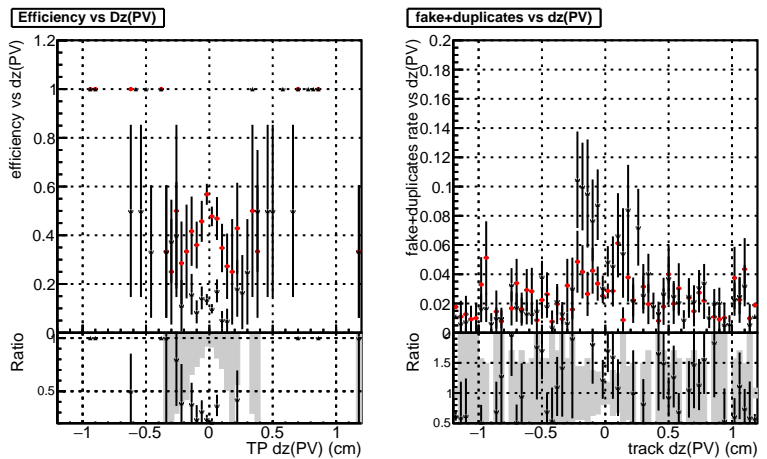 Efficiency vs Dz(PV)
efficiency vs dz(PV)
1.2
1
0.8
0.6
0.4
0.2
0
Ratio
1
0.5
−1 −0.5 0 0.5 1
TP dz(PV) (cm)
fake+duplicates vs dz(PV)
fake+duplicates rate vs dz(PV)
0.2
0.18
0.16
0.14
0.12
0.1
0.08
0.06
0.04
0.02
0
Ratio
2
1.5
1
0.5
−1 −0.5 0 0.5 1
track dz(PV) (cm)